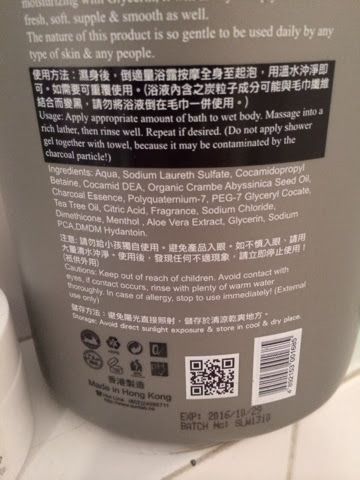 moisturizing with Glycerin,
fresh, soft, supple & smooth as well.
The nature of this product is so gentle to be used daily by any
type of skin & any people.
使用方法：濕身後，倒適量浴露按摩全身至起泡，用溫水沖淨即
可。如需要可重覆使用。（浴液內含之炭粒子成分可能與毛巾纖維
結合而變黑，請勿將浴液倒在毛巾一併使用。）
Usage: Apply appropriate amount of bath to wet body. Massage into a
rich lather, then rinse well. Repeat if desired. (Do not apply shower
gel together with towel, because it may be contaminated by the
charcoal particle!)
Ingredients: Aqua, Sodium Laureth Sulfate, Cocamidopropyl
Betaine, Cocamid DEA, Organic Crambe Abyssinica Seed Oil,
Charcoal Essence, Polyquaternium-7, PEG-7 Glyceryl Cocate,
Tea Tree Oil, Citric Acid, Fragrance, Sodium Chloride,
Dimethicone, Menthol , Aloe Vera Extract, Glycerin, Sodium
PCA,DMDM Hydantoin.
注意：請勿給小孩獨自使用。避免產品入眼。如不慎入眼，請用
大量清水沖淨。使用後，發現任何不適現象，請立即停止使用。
（祇供外用）
Cautions: Keep out of reach of children. Avoid contact with
eyes, if contact occurs, rinse with plenty of warm water
thoroughly. In case of allergy, stop to use immediately! (External
use only)
儲存方法：避免陽光直接照射，儲存於清涼乾爽地方。
Storage: Avoid direct sunlight exposure & store in cool & dry place.
香港製造
Made in Hong Kong
EXP: 2016/10/29
BATCH No: SLW1310